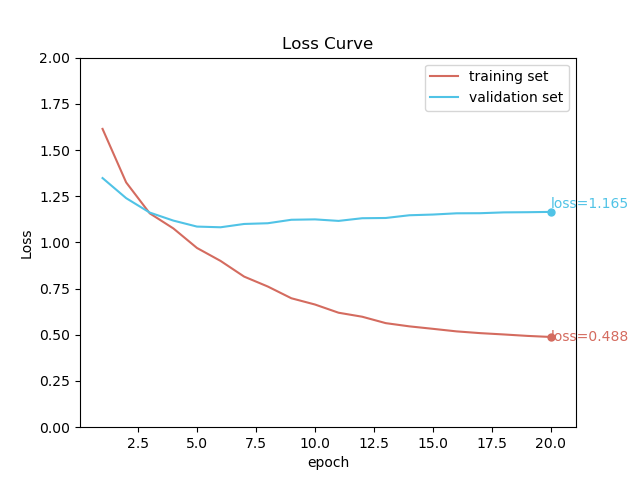 Loss Curve
training set
validation set
Loss
2.00
1.75
1.50
1.25
1.00
0.75
0.50
0.25
0.00
loss=1.165
loss=0.488
2.5
5.0
7.5
10.0
12.5
15.0
17.5
20.0
epoch